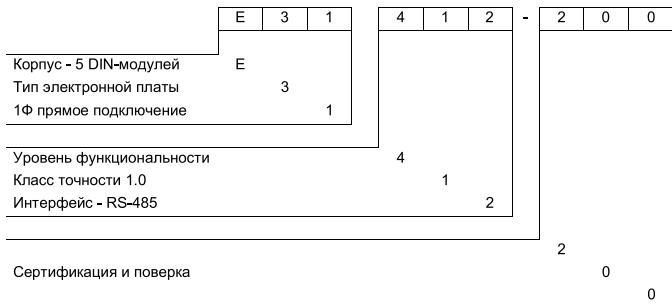 E 3 1 4 1 2 - 2 0 0
Корпус - 5 DIN-модулей E
Тип электронной платы 3
1Ф прямое подключение 1
Уровень функциональности 4
Класс точности 1.0 1
Интерфейс - RS-485 2
2
Сертификация и поверка 0
0